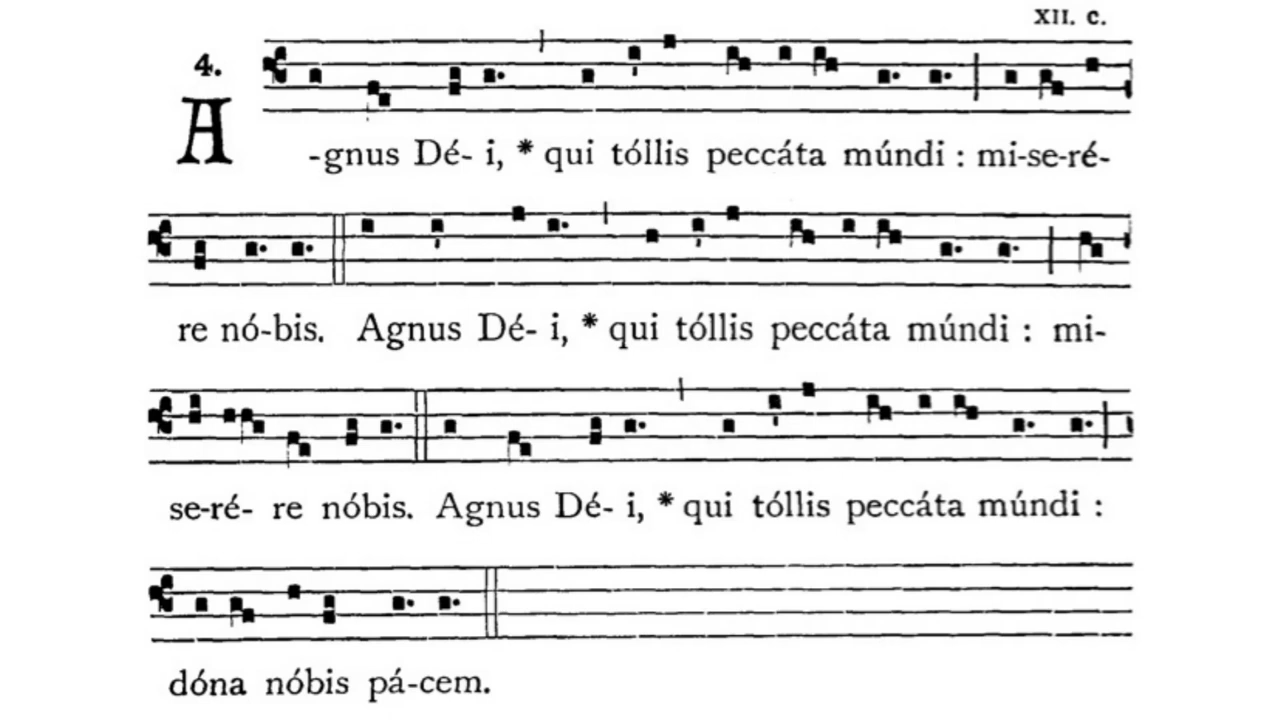 XII. C.
4.
A-gnus Dé- i, * qui tóllis peccáta múndi : mi-se-ré-
re nó-bis. Agnus Dé- i, * qui tóllis peccáta múndi : mi-
se-ré- re nóbis. Agnus Dé- i, * qui tóllis peccáta múndi :
dóna nóbis pá-cem.